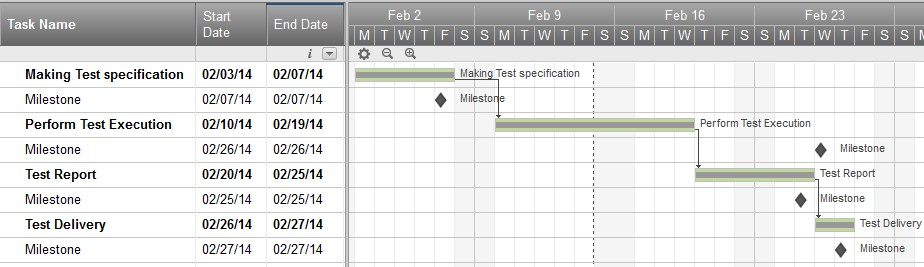 Task Name Start Date End Date Feb 2 Feb 9 Feb 16 Feb 23
M T W T F S S M T W T F S S M T W T F S S M T W T F S S M
i
Making Test specification 02/03/14 02/07/14 Making Test specification
Milestone 02/07/14 02/07/14 Milestone
Perform Test Execution 02/10/14 02/19/14 Perform Test Execution
Milestone 02/26/14 02/26/14 Milestone
Test Report 02/20/14 02/25/14 Test Report
Milestone 02/25/14 02/25/14 Milestone
Test Delivery 02/26/14 02/27/14 Test Delivery
Milestone 02/27/14 02/27/14 Milestone